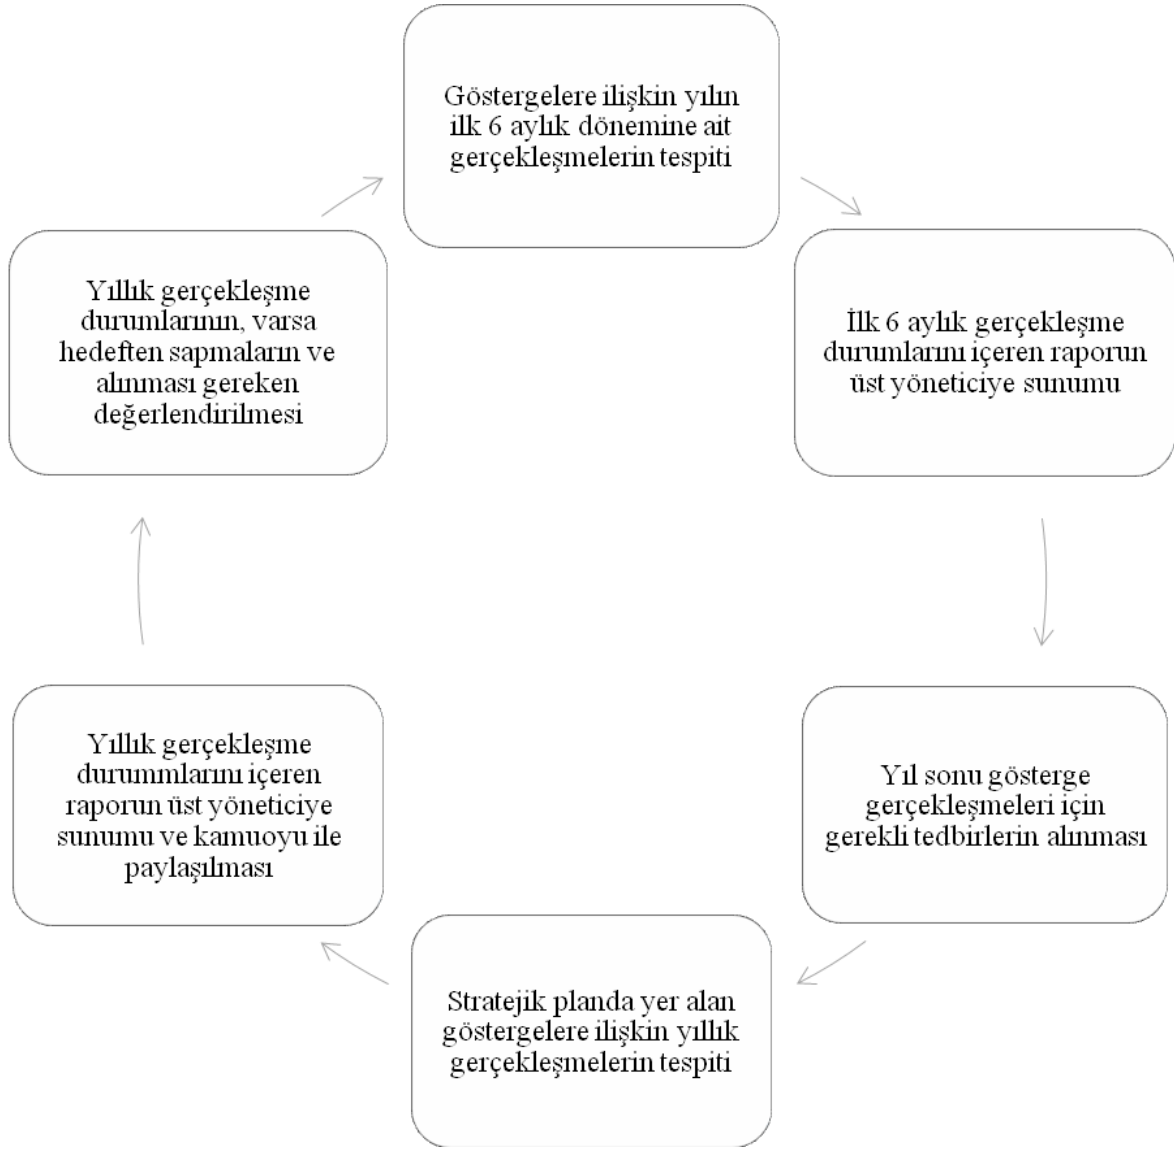 Göstergelere ilişkin yılın
ilk 6 aylık dönemine ait
gerçekleşmelerin tespiti
İlk 6 aylık gerçekleşme
durumlarını içeren raporun
üst yöneticiye sunumu
Yıl sonu gösterge
gerçekleşmeleri için
gerekli tedbirlerin alınması
Stratejik planda yer alan
göstergelere ilişkin yıllık
gerçekleşmelerin tespiti
Yıllık gerçekleşme
durummlarını içeren
raporun üst yöneticiye
sunumu ve kamuoyu ile
paylaşılması
Yıllık gerçekleşme
durumlarının, varsa
hedeften sapmaların ve
alınması gereken
değerlendirilmesi